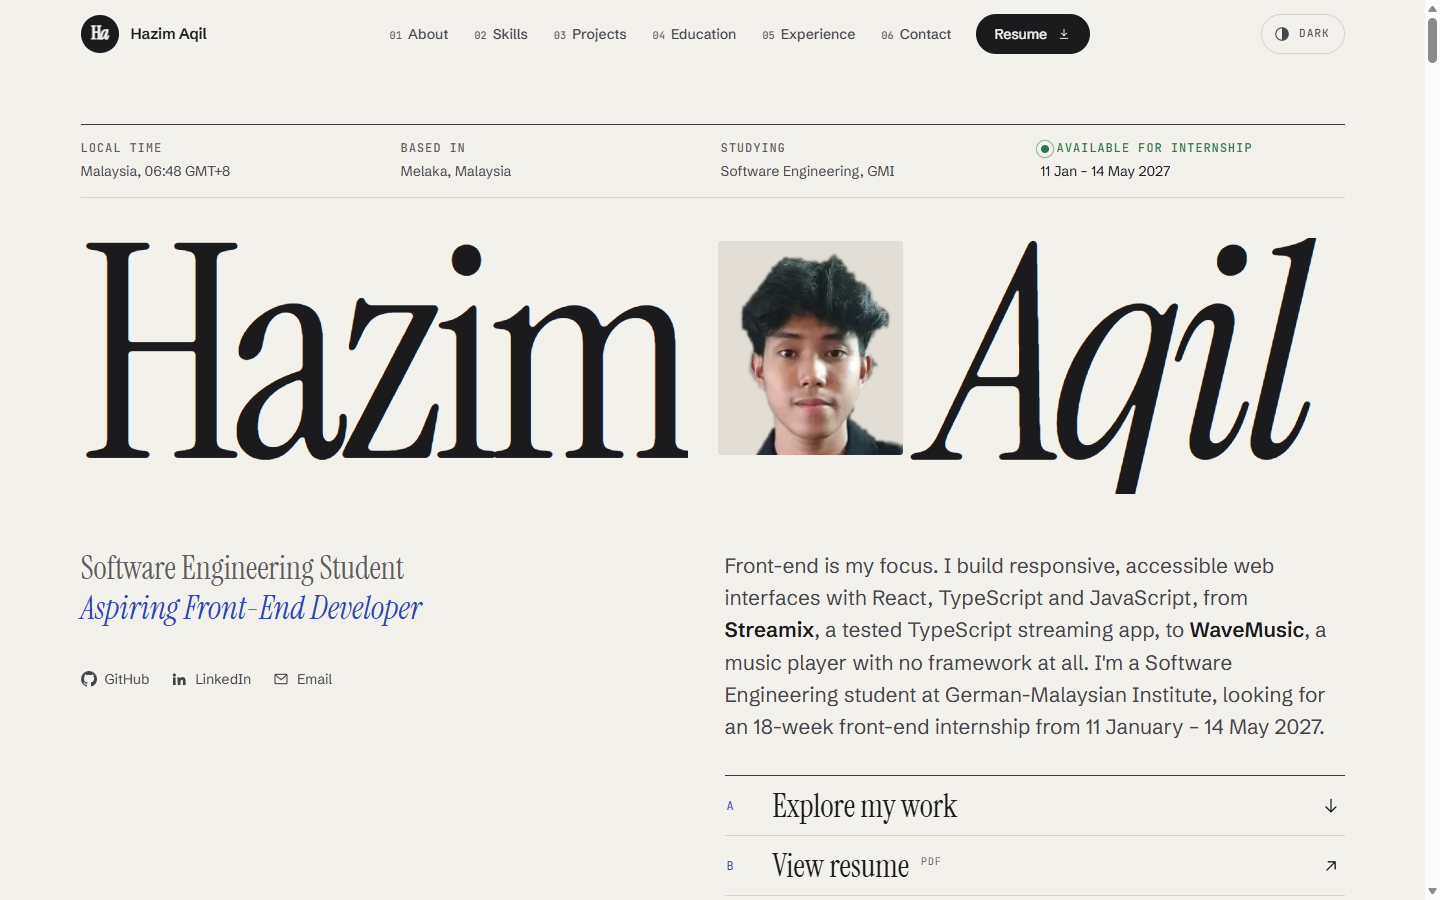 Ha Hazim Aqil 01 About 02 Skills 03 Projects 04 Education 05 Experience 06 Contact Resume DARK
LOCAL TIME BASED IN STUDYING AVAILABLE FOR INTERNSHIP
Malaysia, 06:48 GMT+8 Melaka, Malaysia Software Engineering, GMI 11 Jan – 14 May 2027
Hazim Aqil
Software Engineering Student
Aspiring Front-End Developer
GitHub LinkedIn Email
Front-end is my focus. I build responsive, accessible web
interfaces with React, TypeScript and JavaScript, from
Streamix, a tested TypeScript streaming app, to WaveMusic, a
music player with no framework at all. I'm a Software
Engineering student at German-Malaysian Institute, looking for
an 18-week front-end internship from 11 January – 14 May 2027.
A Explore my work
B View resume PDF